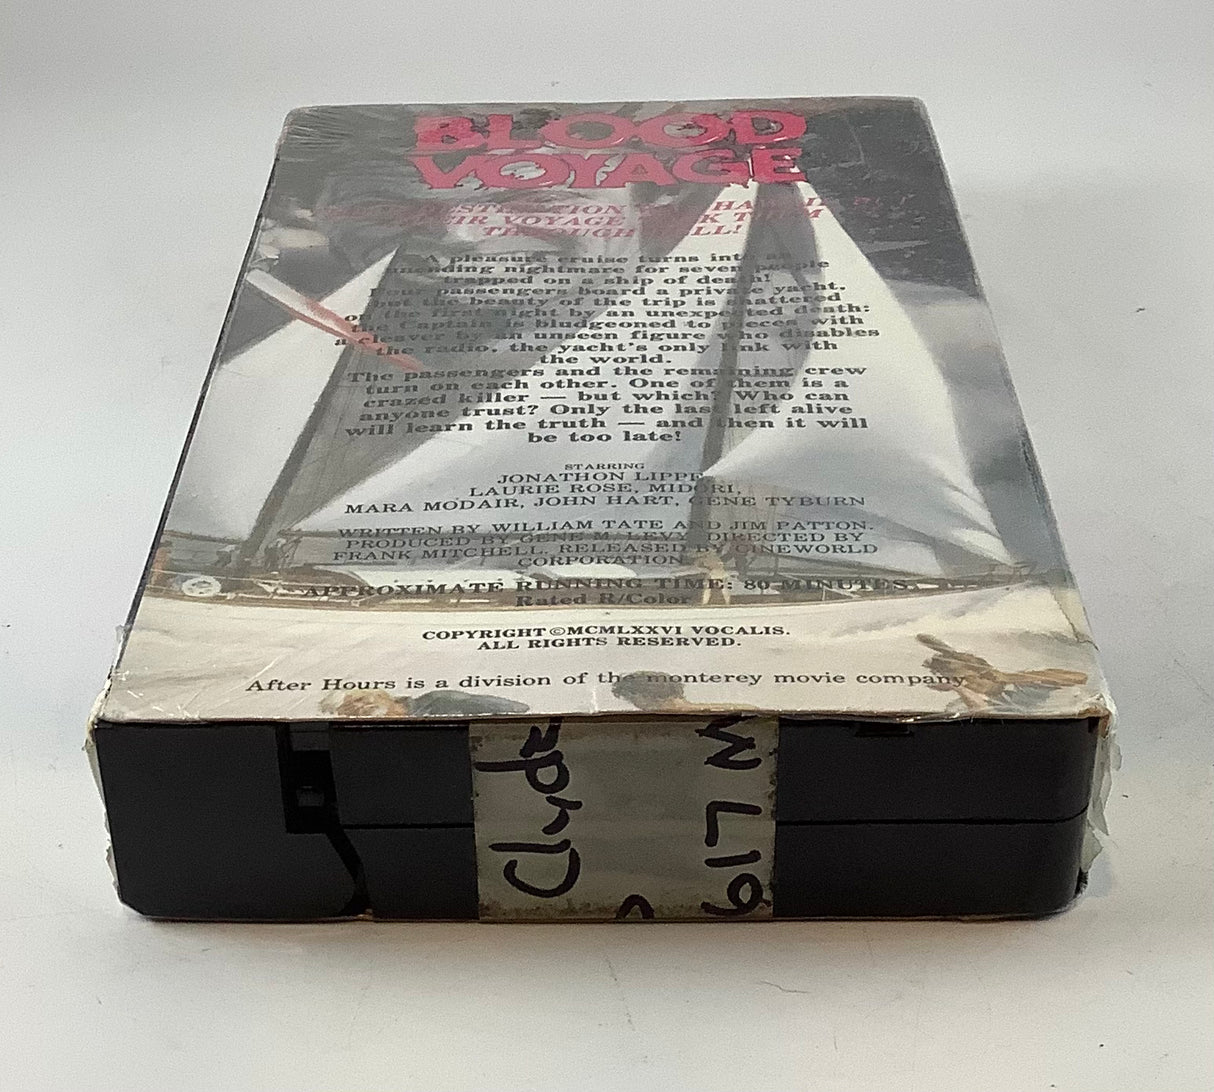 BLOOD
VOYAGE
VOYAGE
THROUGH HELL!
A pleasure cruise turns into an
unending nightmare for seven people
trapped on a ship of death!
Four passengers board a private yacht,
but the beauty of the trip is shattered
on the first night by an unexpected death:
the Captain is bludgeoned to pieces with
a cleaver by an unseen figure who disables
the radio, the yacht's only link with
the world.
The passengers and the remaining crew
turn on each other. One of them is a
crazed killer — but which? Who can
anyone trust? Only the last left alive
will learn the truth — and then it will
be too late!
STARRING
JONATHON LIPPE,
LAURIE ROSE, MIDORI,
MARA MODAIR, JOHN HART, GENE TYBURN
WRITTEN BY WILLIAM TATE AND JIM PATTON.
PRODUCED BY GENE M. LEVY. DIRECTED BY
FRANK MITCHELL. RELEASED BY CINEWORLD
CORPORATION
APPROXIMATE RUNNING TIME: 80 MINUTES.
Rated R/Color
COPYRIGHT ©MCMLXXVI VOCALIS.
ALL RIGHTS RESERVED.
After Hours is a division of the monterey movie company.
Clyde
617 M